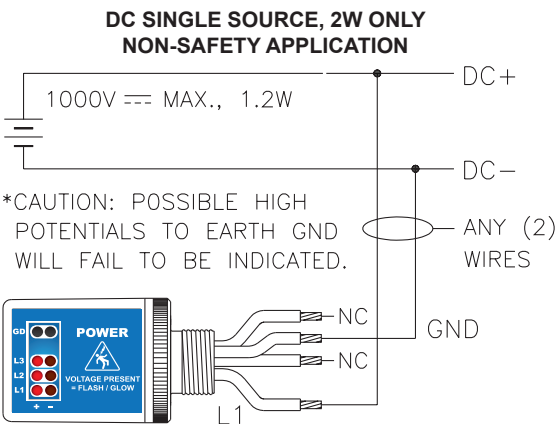 DC SINGLE SOURCE, 2W ONLY
NON-SAFETY APPLICATION
DC+
1000V ⎓ MAX., 1.2W
DC−
*CAUTION: POSSIBLE HIGH
POTENTIALS TO EARTH GND
WILL FAIL TO BE INDICATED.
ANY (2)
WIRES
NC
GND
NC
L1
GD
POWER
L3
L2
L1
VOLTAGE PRESENT
= FLASH / GLOW
+ −